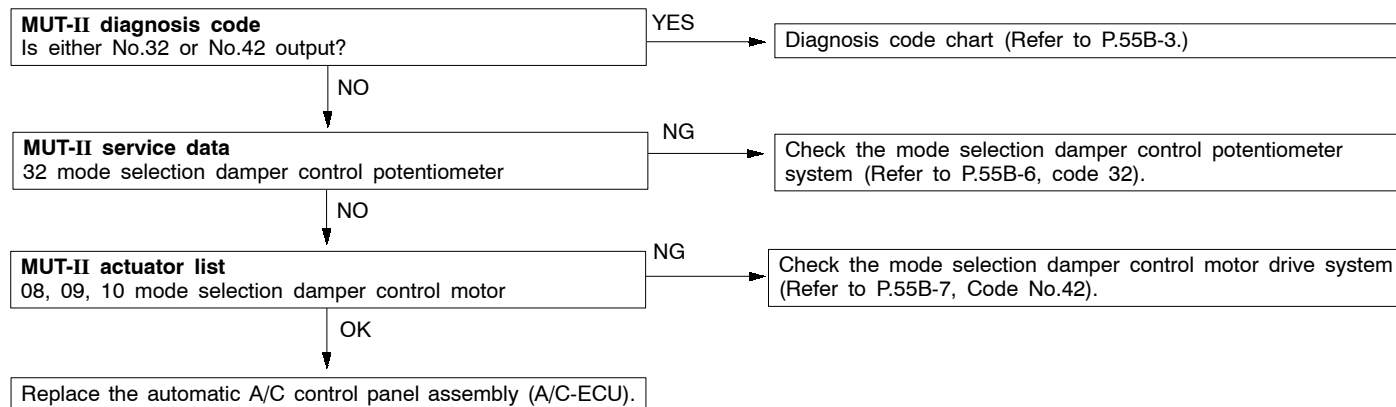 MUT-II diagnosis code
Is either No.32 or No.42 output?
YES
Diagnosis code chart (Refer to P.55B-3.)
NO
MUT-II service data
32 mode selection damper control potentiometer
NG
Check the mode selection damper control potentiometer
system (Refer to P.55B-6, code 32).
NO
MUT-II actuator list
08, 09, 10 mode selection damper control motor
NG
Check the mode selection damper control motor drive system
(Refer to P.55B-7, Code No.42).
OK
Replace the automatic A/C control panel assembly (A/C-ECU).